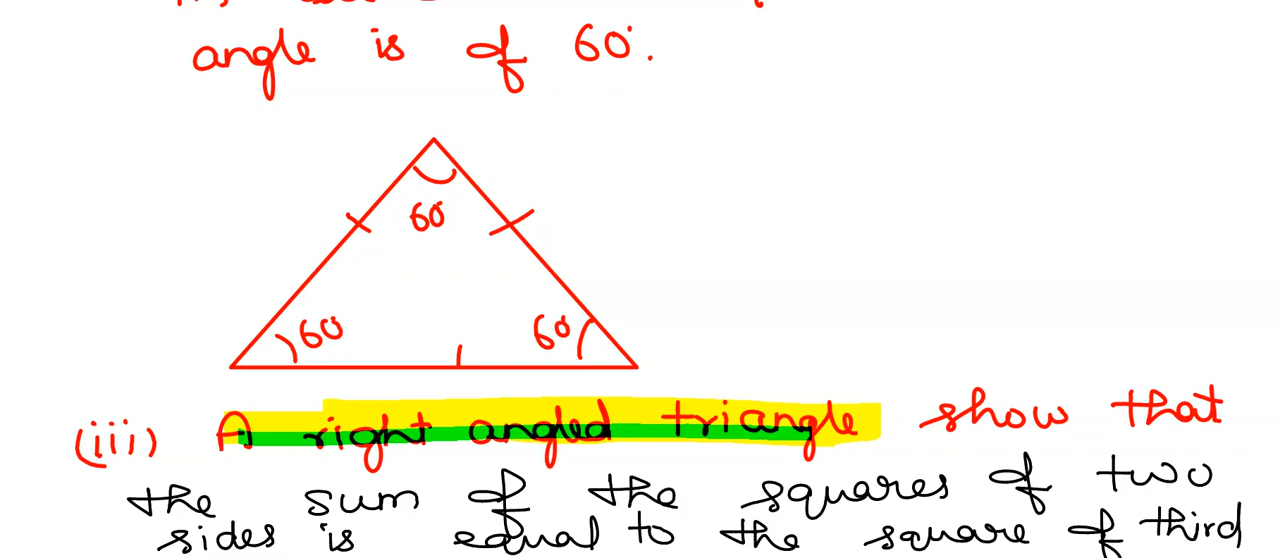 angle is of 60°.
60°
60°
60°
(iii) A right angled triangle show that
the sum of the squares of two
sides is equal to the square of third